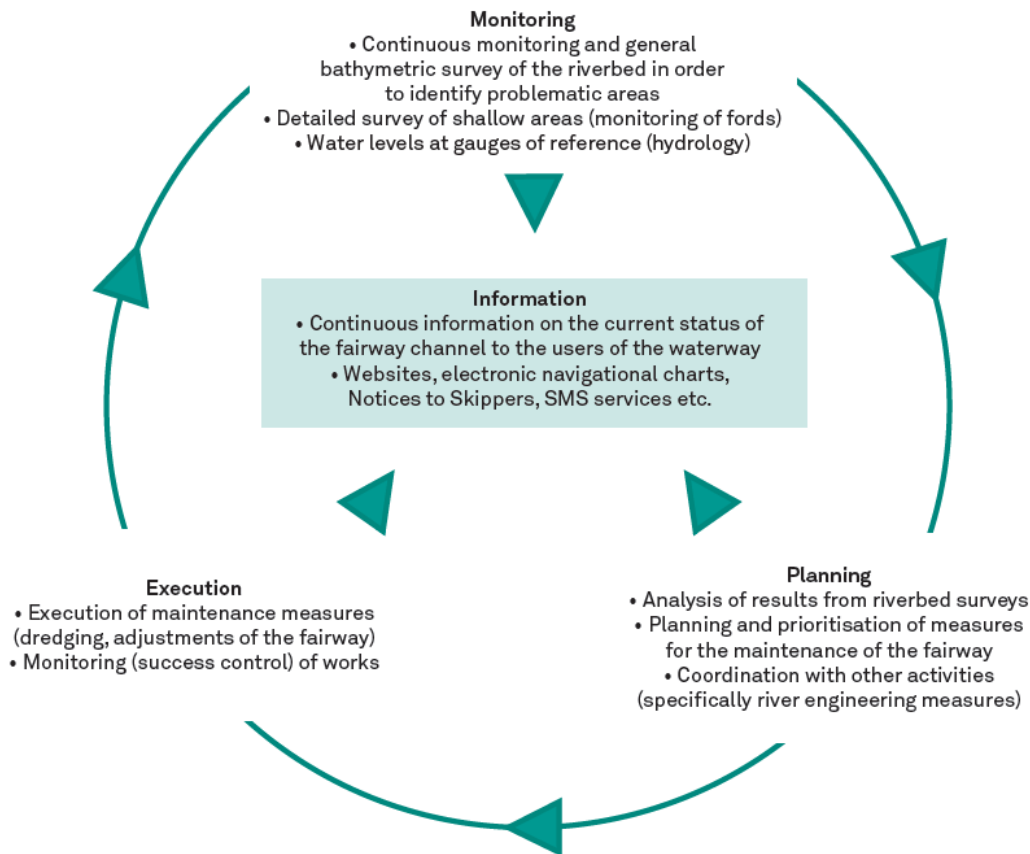 Monitoring
• Continuous monitoring and general
bathymetric survey of the riverbed in order
to identify problematic areas
• Detailed survey of shallow areas (monitoring of fords)
• Water levels at gauges of reference (hydrology)
Information
• Continuous information on the current status of
the fairway channel to the users of the waterway
• Websites, electronic navigational charts,
Notices to Skippers, SMS services etc.
Execution
• Execution of maintenance measures
(dredging, adjustments of the fairway)
• Monitoring (success control) of works
Planning
• Analysis of results from riverbed surveys
• Planning and prioritisation of measures
for the maintenance of the fairway
• Coordination with other activities
(specifically river engineering measures)